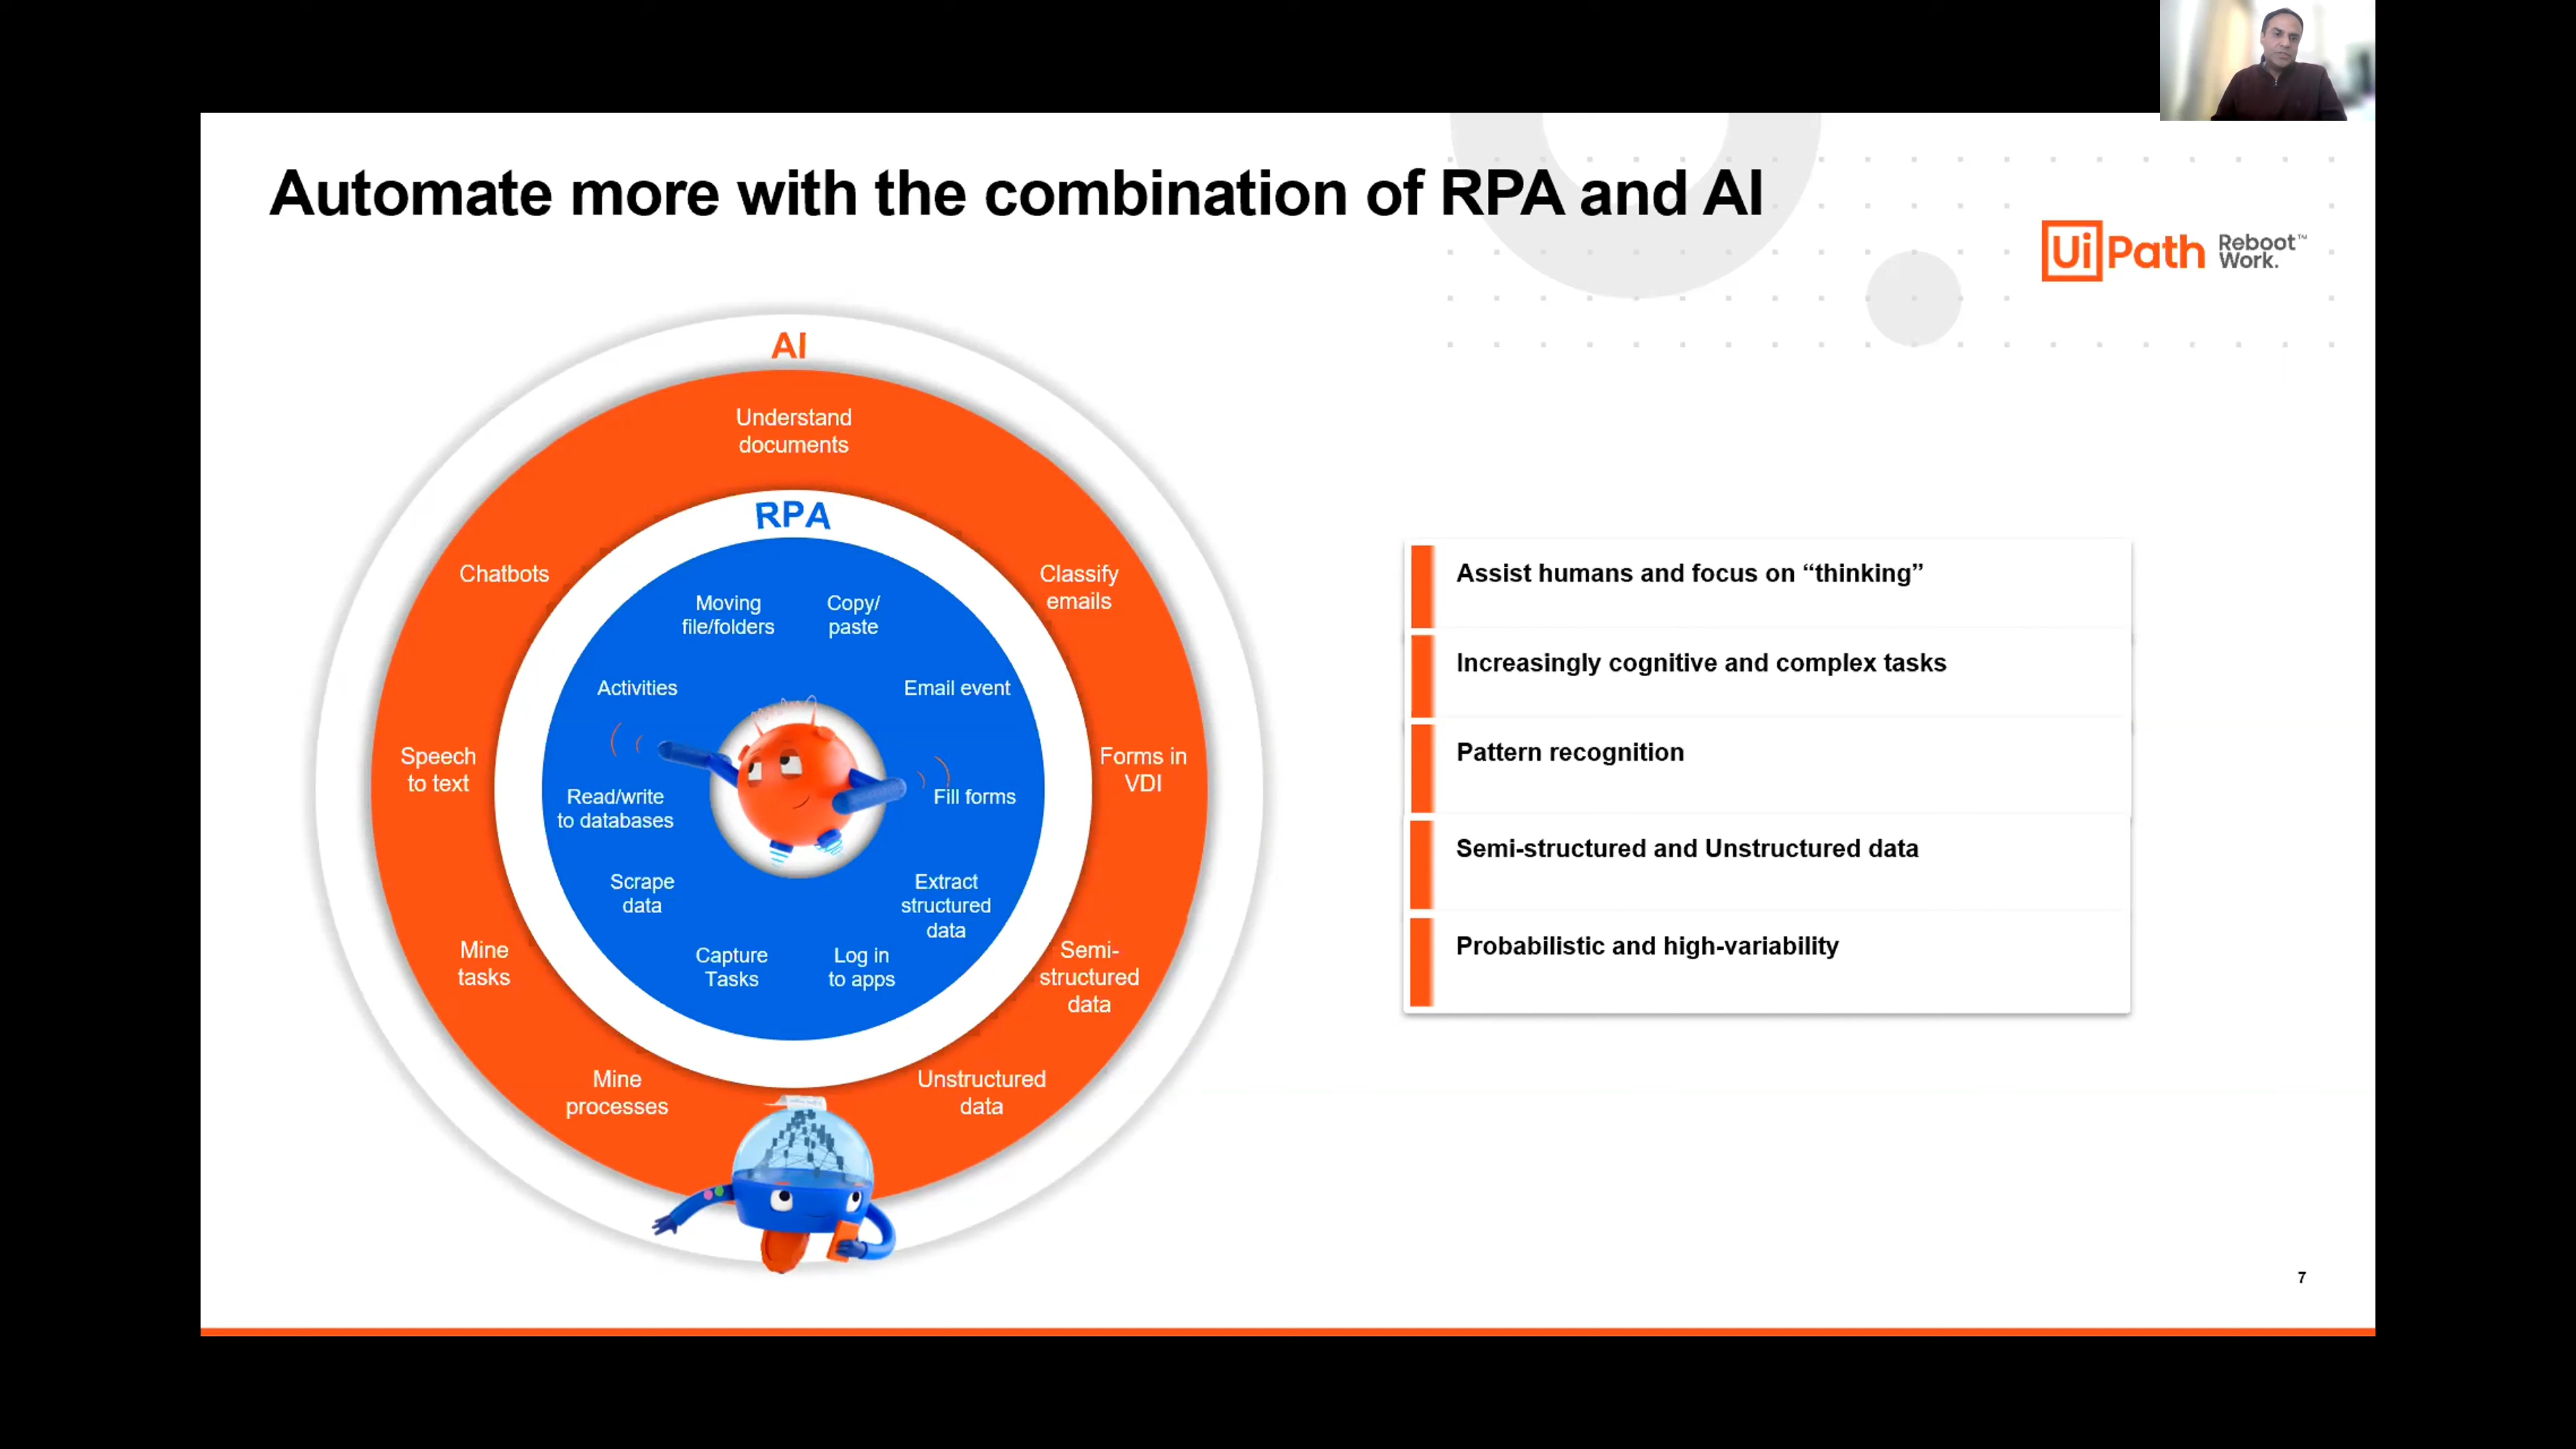 Automate more with the combination of RPA and AI
UiPath Reboot™
Work.
AI
Understand
documents
Chatbots
Classify
emails
Speech
to text
Forms in
VDI
Mine
tasks
Semi-
structured
data
Mine
processes
Unstructured
data
RPA
Moving
file/folders
Copy/
paste
Activities
Email event
Read/write
to databases
Fill forms
Scrape
data
Extract
structured
data
Capture
Tasks
Log in
to apps
Assist humans and focus on “thinking”
Increasingly cognitive and complex tasks
Pattern recognition
Semi-structured and Unstructured data
Probabilistic and high-variability
7